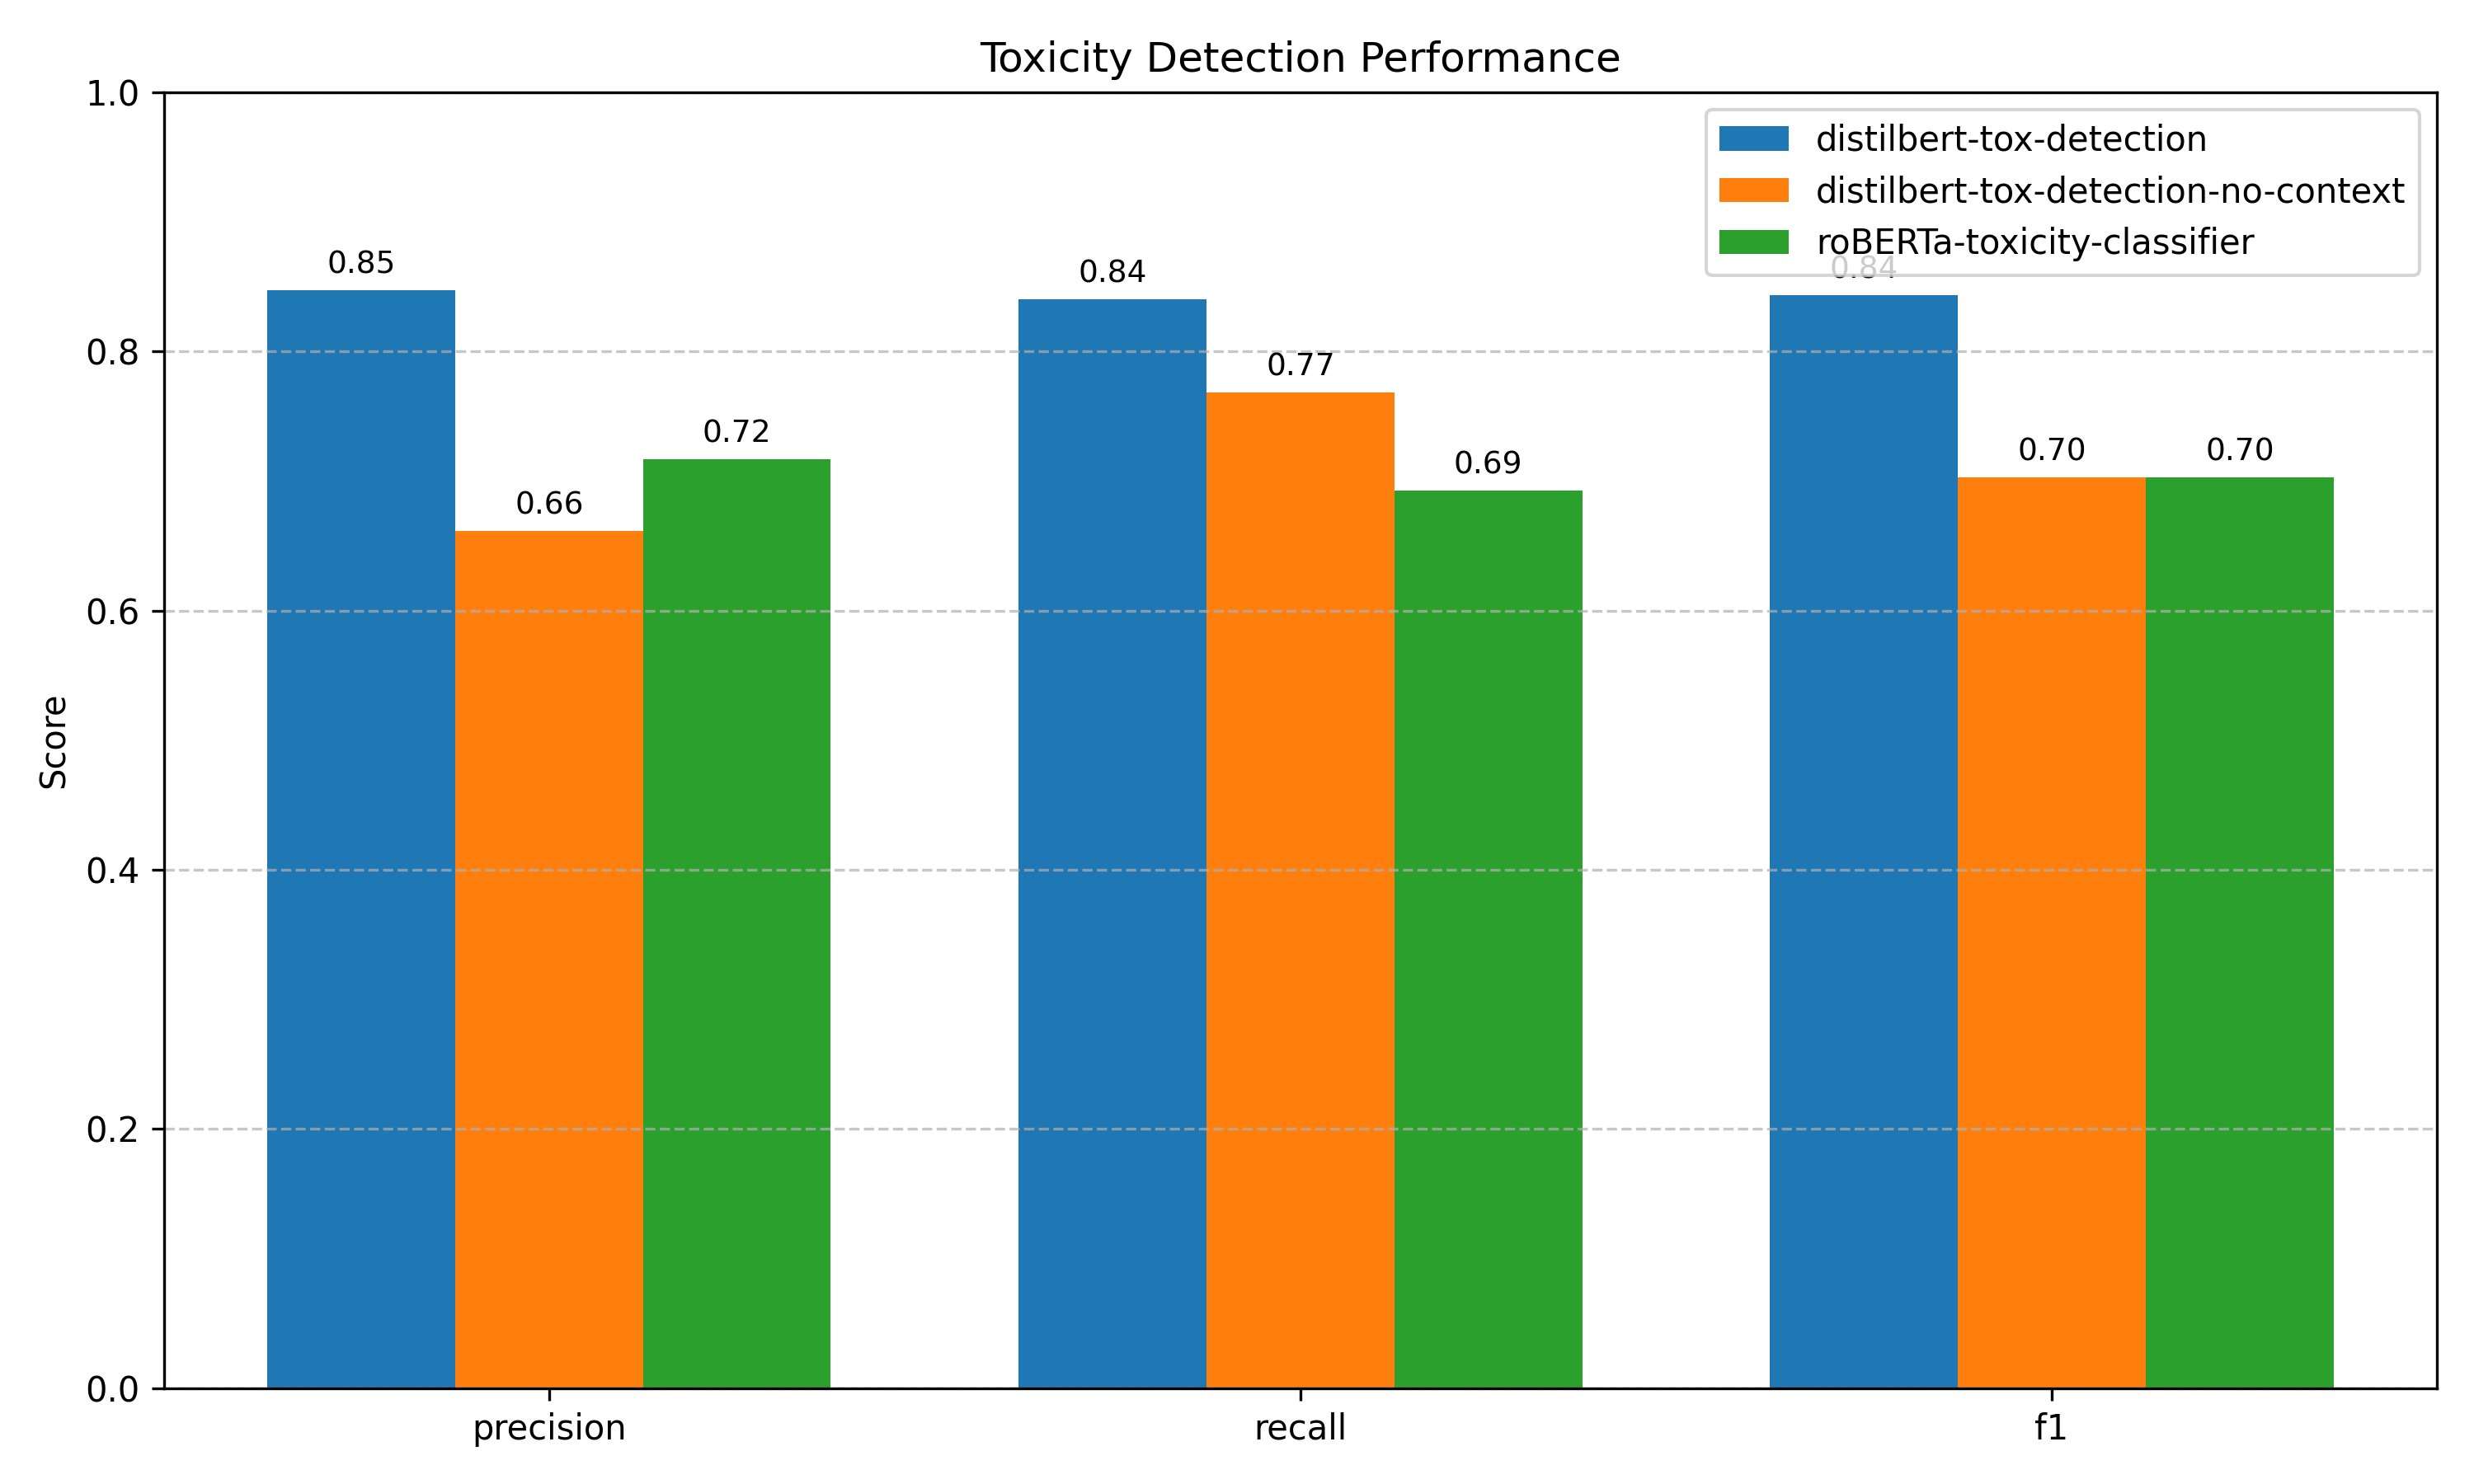 Toxicity Detection Performance
1.0
0.8
0.6
0.4
0.2
0.0
Score
distilbert-tox-detection
distilbert-tox-detection-no-context
roBERTa-toxicity-classifier
0.85
0.66
0.72
0.84
0.77
0.69
0.84
0.70
0.70
precision
recall
f1